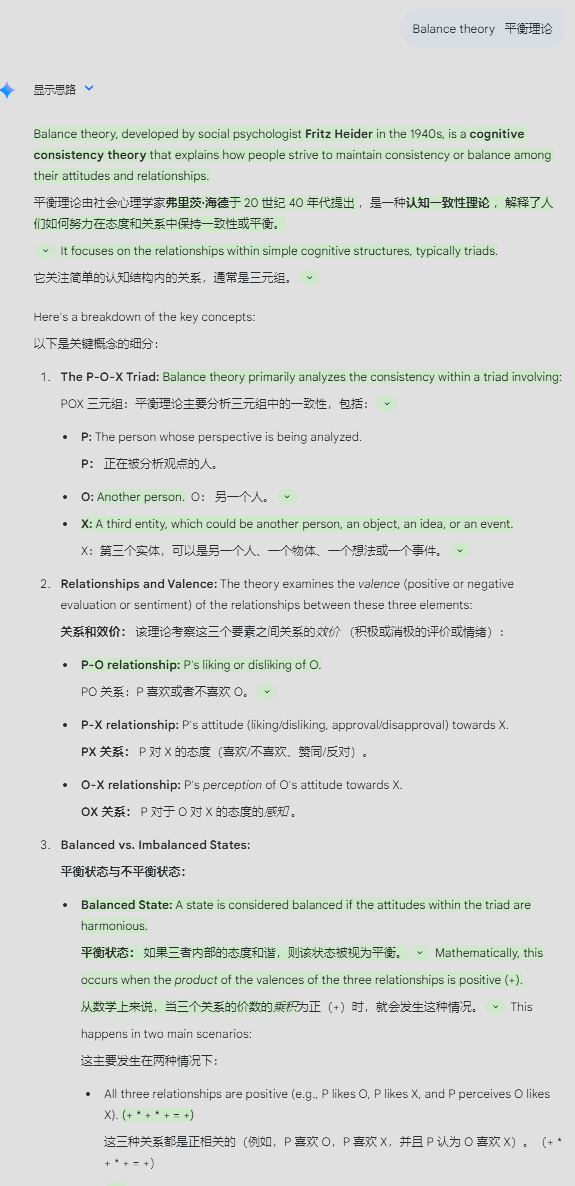 Balance theory 平衡理论
显示思路
Balance theory, developed by social psychologist Fritz Heider in the 1940s, is a cognitive
consistency theory that explains how people strive to maintain consistency or balance among
their attitudes and relationships.
平衡理论由社会心理学家弗里茨·海德于 20 世纪 40 年代提出 ，是一种认知一致性理论 ，解释了人
们如何努力在态度和关系中保持一致性或平衡。
It focuses on the relationships within simple cognitive structures, typically triads.
它关注简单的认知结构内的关系，通常是三元组。
Here's a breakdown of the key concepts:
以下是关键概念的细分：
1. The P-O-X Triad: Balance theory primarily analyzes the consistency within a triad involving:
POX 三元组：平衡理论主要分析三元组中的一致性，包括：
• P: The person whose perspective is being analyzed.
P： 正在被分析观点的人。
• O: Another person. O： 另一个人。
• X: A third entity, which could be another person, an object, an idea, or an event.
X：第三个实体，可以是另一个人、一个物体、一个想法或一个事件。
2. Relationships and Valence: The theory examines the valence (positive or negative
evaluation or sentiment) of the relationships between these three elements:
关系和效价： 该理论考察这三个要素之间关系的效价 （积极或消极的评价或情绪）：
• P-O relationship: P's liking or disliking of O.
PO 关系：P 喜欢或者不喜欢 O。
• P-X relationship: P's attitude (liking/disliking, approval/disapproval) towards X.
PX 关系： P 对 X 的态度（喜欢/不喜欢、赞同/反对）。
• O-X relationship: P's perception of O's attitude towards X.
OX 关系： P 对于 O 对 X 的态度的感知 。
3. Balanced vs. Imbalanced States:
平衡状态与不平衡状态：
• Balanced State: A state is considered balanced if the attitudes within the triad are
harmonious.
平衡状态： 如果三者内部的态度和谐，则该状态被视为平衡。 Mathematically, this
occurs when the product of the valences of the three relationships is positive (+).
从数学上来说，当三个关系的价数的乘积为正（+）时，就会发生这种情况。 This
happens in two main scenarios:
这主要发生在两种情况下：
• All three relationships are positive (e.g., P likes O, P likes X, and P perceives O likes
X). (+ * + * + = +)
这三种关系都是正相关的（例如，P 喜欢 O，P 喜欢 X，并且 P 认为 O 喜欢 X）。 (+ *
+ * + = +)